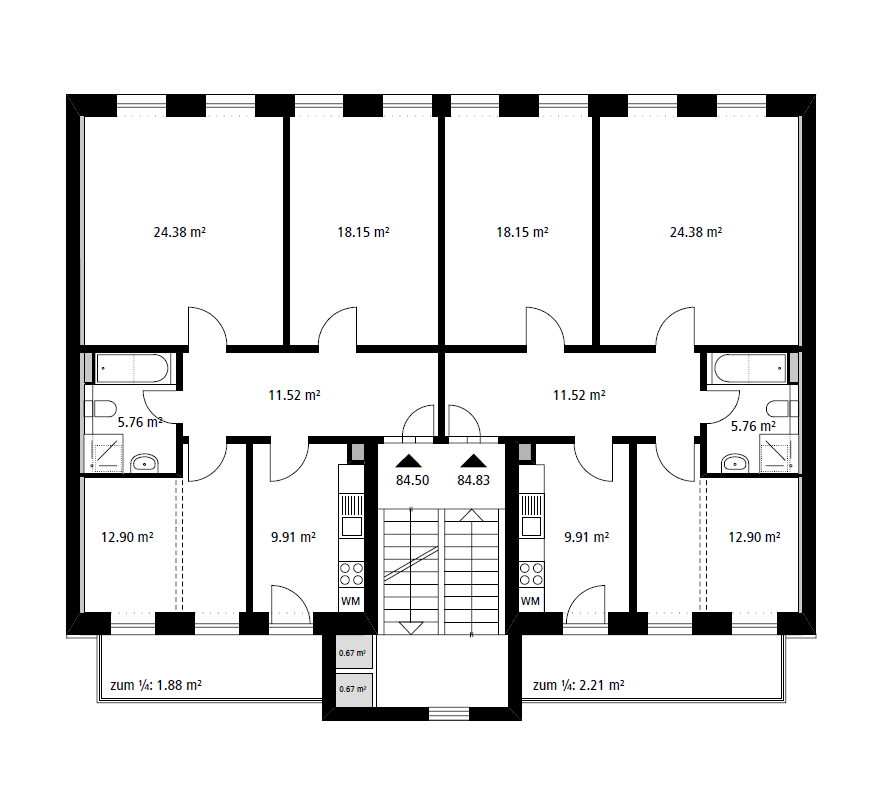 24.38 m²
18.15 m²
18.15 m²
24.38 m²
11.52 m²
11.52 m²
5.76 m²
5.76 m²
84.50
84.83
12.90 m²
9.91 m²
9.91 m²
12.90 m²
WM
WM
0.67 m²
0.67 m²
zum ¼: 1.88 m²
zum ¼: 2.21 m²